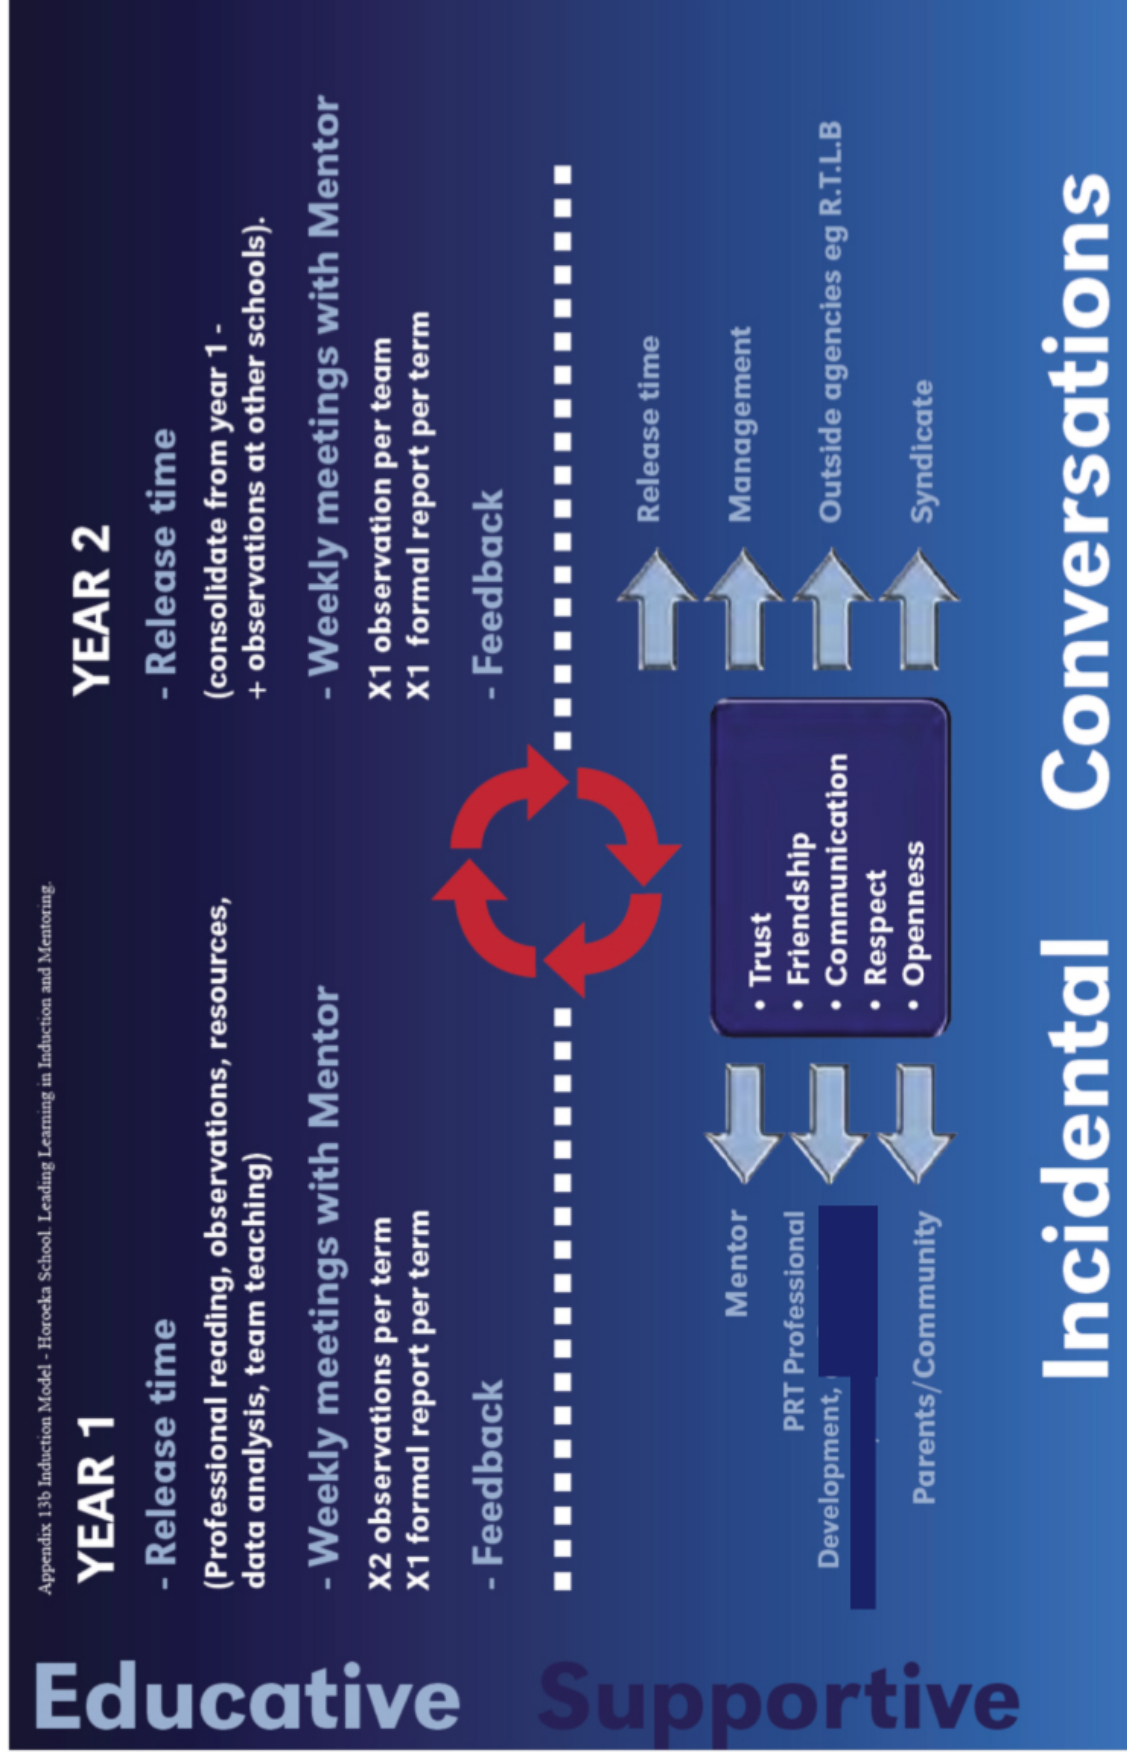 Appendix 13b Induction Model - Horoeka School. Leading Learning in Induction and Mentoring.
Educative
YEAR 1
- Release time
(Professional reading, observations, resources,
data analysis, team teaching)
- Weekly meetings with Mentor
X2 observations per term
X1 formal report per term
- Feedback
YEAR 2
- Release time
(consolidate from year 1 -
+ observations at other schools).
- Weekly meetings with Mentor
X1 observation per team
X1 formal report per term
- Feedback
Supportive
Mentor
PRT Professional
Development,
Parents/Community
• Trust
• Friendship
• Communication
• Respect
• Openness
Release time
Management
Outside agencies eg R.T.L.B
Syndicate
Incidental Conversations